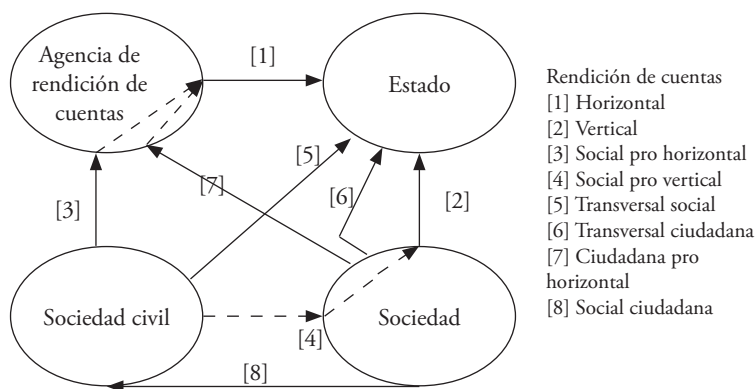 Agencia de
rendición de
cuentas
[1]
Estado
[5]
[7]
[6]
[2]
[3]
Sociedad civil
[4]
Sociedad
[8]
Rendición de cuentas
[1] Horizontal
[2] Vertical
[3] Social pro horizontal
[4] Social pro vertical
[5] Transversal social
[6] Transversal ciudadana
[7] Ciudadana pro
horizontal
[8] Social ciudadana